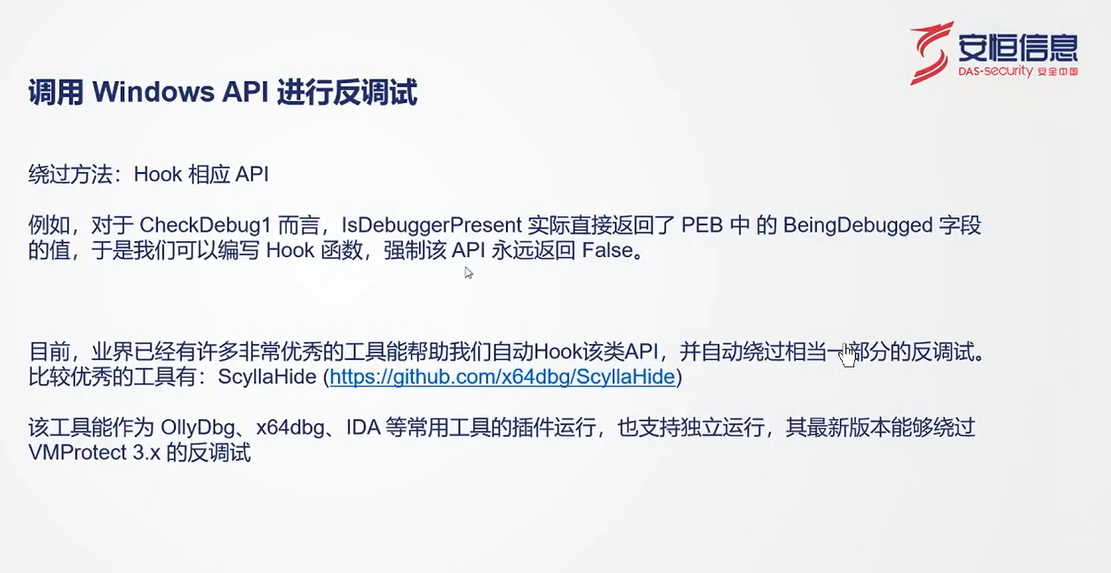 安恒信息
DAS-security 安全中国
调用 Windows API 进行反调试
绕过方法：Hook 相应 API
例如，对于 CheckDebug1 而言，IsDebuggerPresent 实际直接返回了 PEB 中 的 BeingDebugged 字段
的值，于是我们可以编写 Hook 函数，强制该 API 永远返回 False。
目前，业界已经有许多非常优秀的工具能帮助我们自动Hook该类API，并自动绕过相当一部分的反调试。
比较优秀的工具有：ScyllaHide (https://github.com/x64dbg/ScyllaHide)
该工具能作为 OllyDbg、x64dbg、IDA 等常用工具的插件运行，也支持独立运行，其最新版本能够绕过
VMProtect 3.x 的反调试